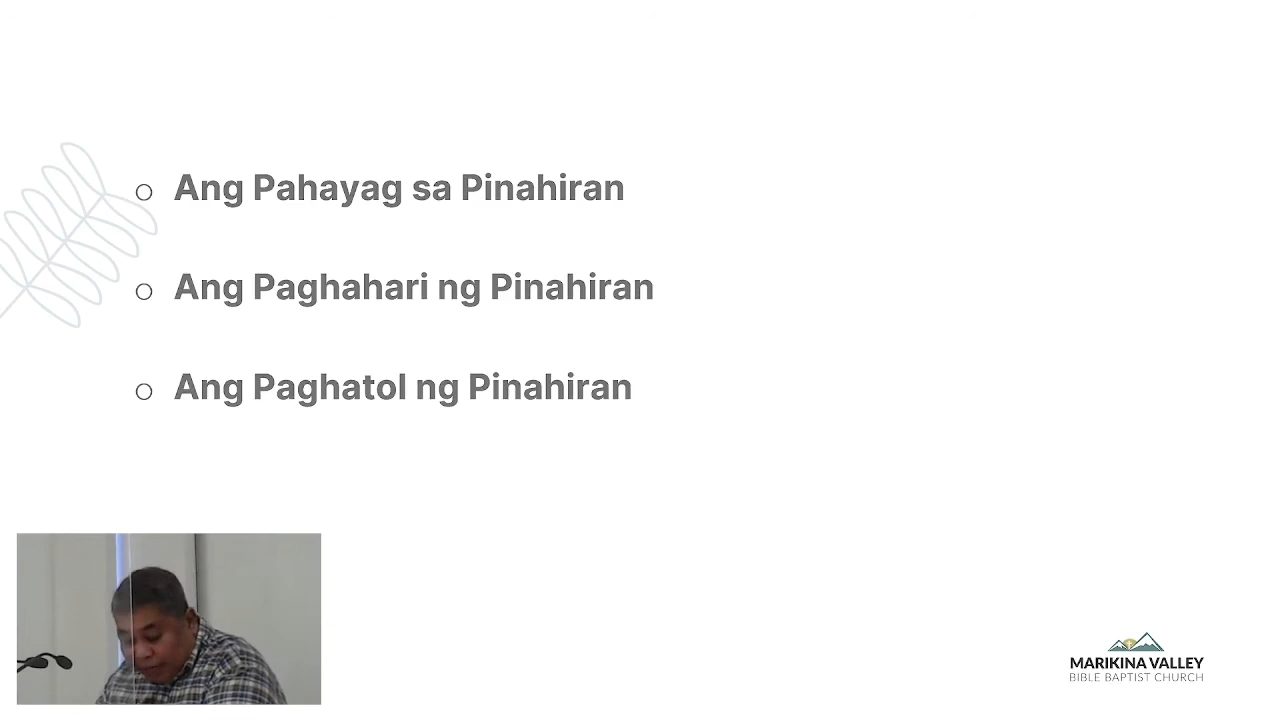 Ang Pahayag sa Pinahiran
Ang Paghahari ng Pinahiran
Ang Paghatol ng Pinahiran
MARIKINA VALLEY
BIBLE BAPTIST CHURCH